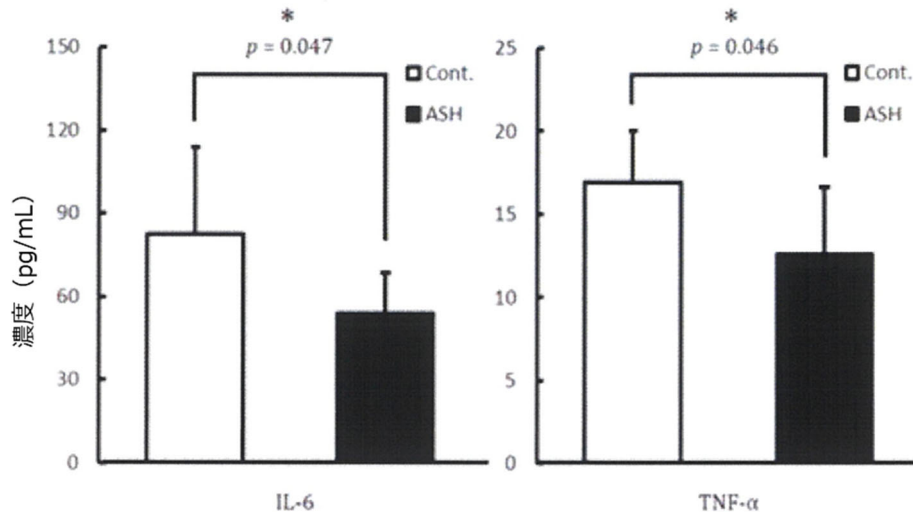 *
p = 0.047
150
120
90
60
30
0
濃度（pg/mL）
Cont.
ASH
IL-6
*
p = 0.046
25
20
15
10
5
0
Cont.
ASH
TNF-α